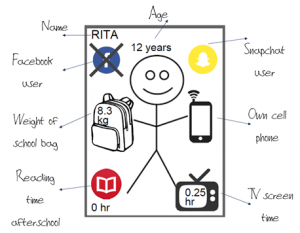 Age
Name
RITA
12 years
Facebook
user
Snapchat
user
8.3
kg
Weight of
school bag
Own cell
phone
Reading
time
afterschool
0 hr
0.25
hr
TV screen
time